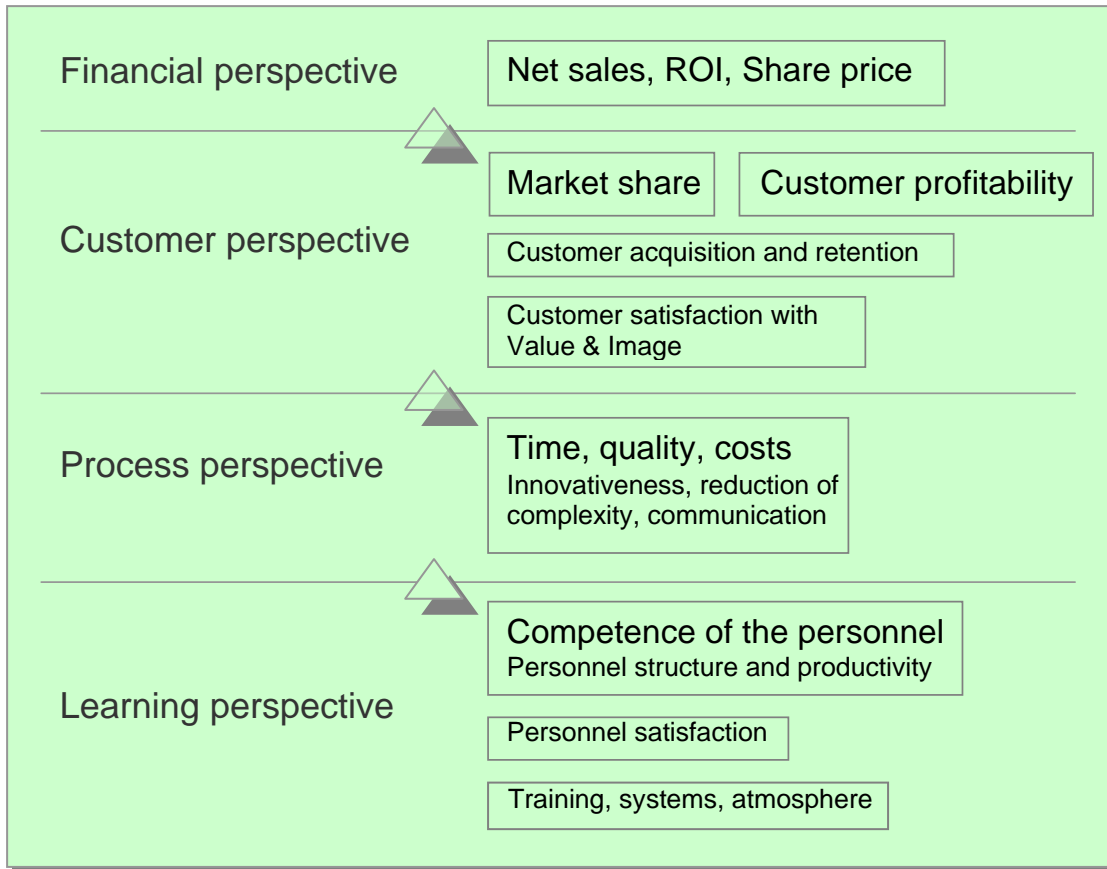 Financial perspective
Net sales, ROI, Share price
Customer perspective
Market share
Customer profitability
Customer acquisition and retention
Customer satisfaction with
Value & Image
Process perspective
Time, quality, costs
Innovativeness, reduction of
complexity, communication
Learning perspective
Competence of the personnel
Personnel structure and productivity
Personnel satisfaction
Training, systems, atmosphere